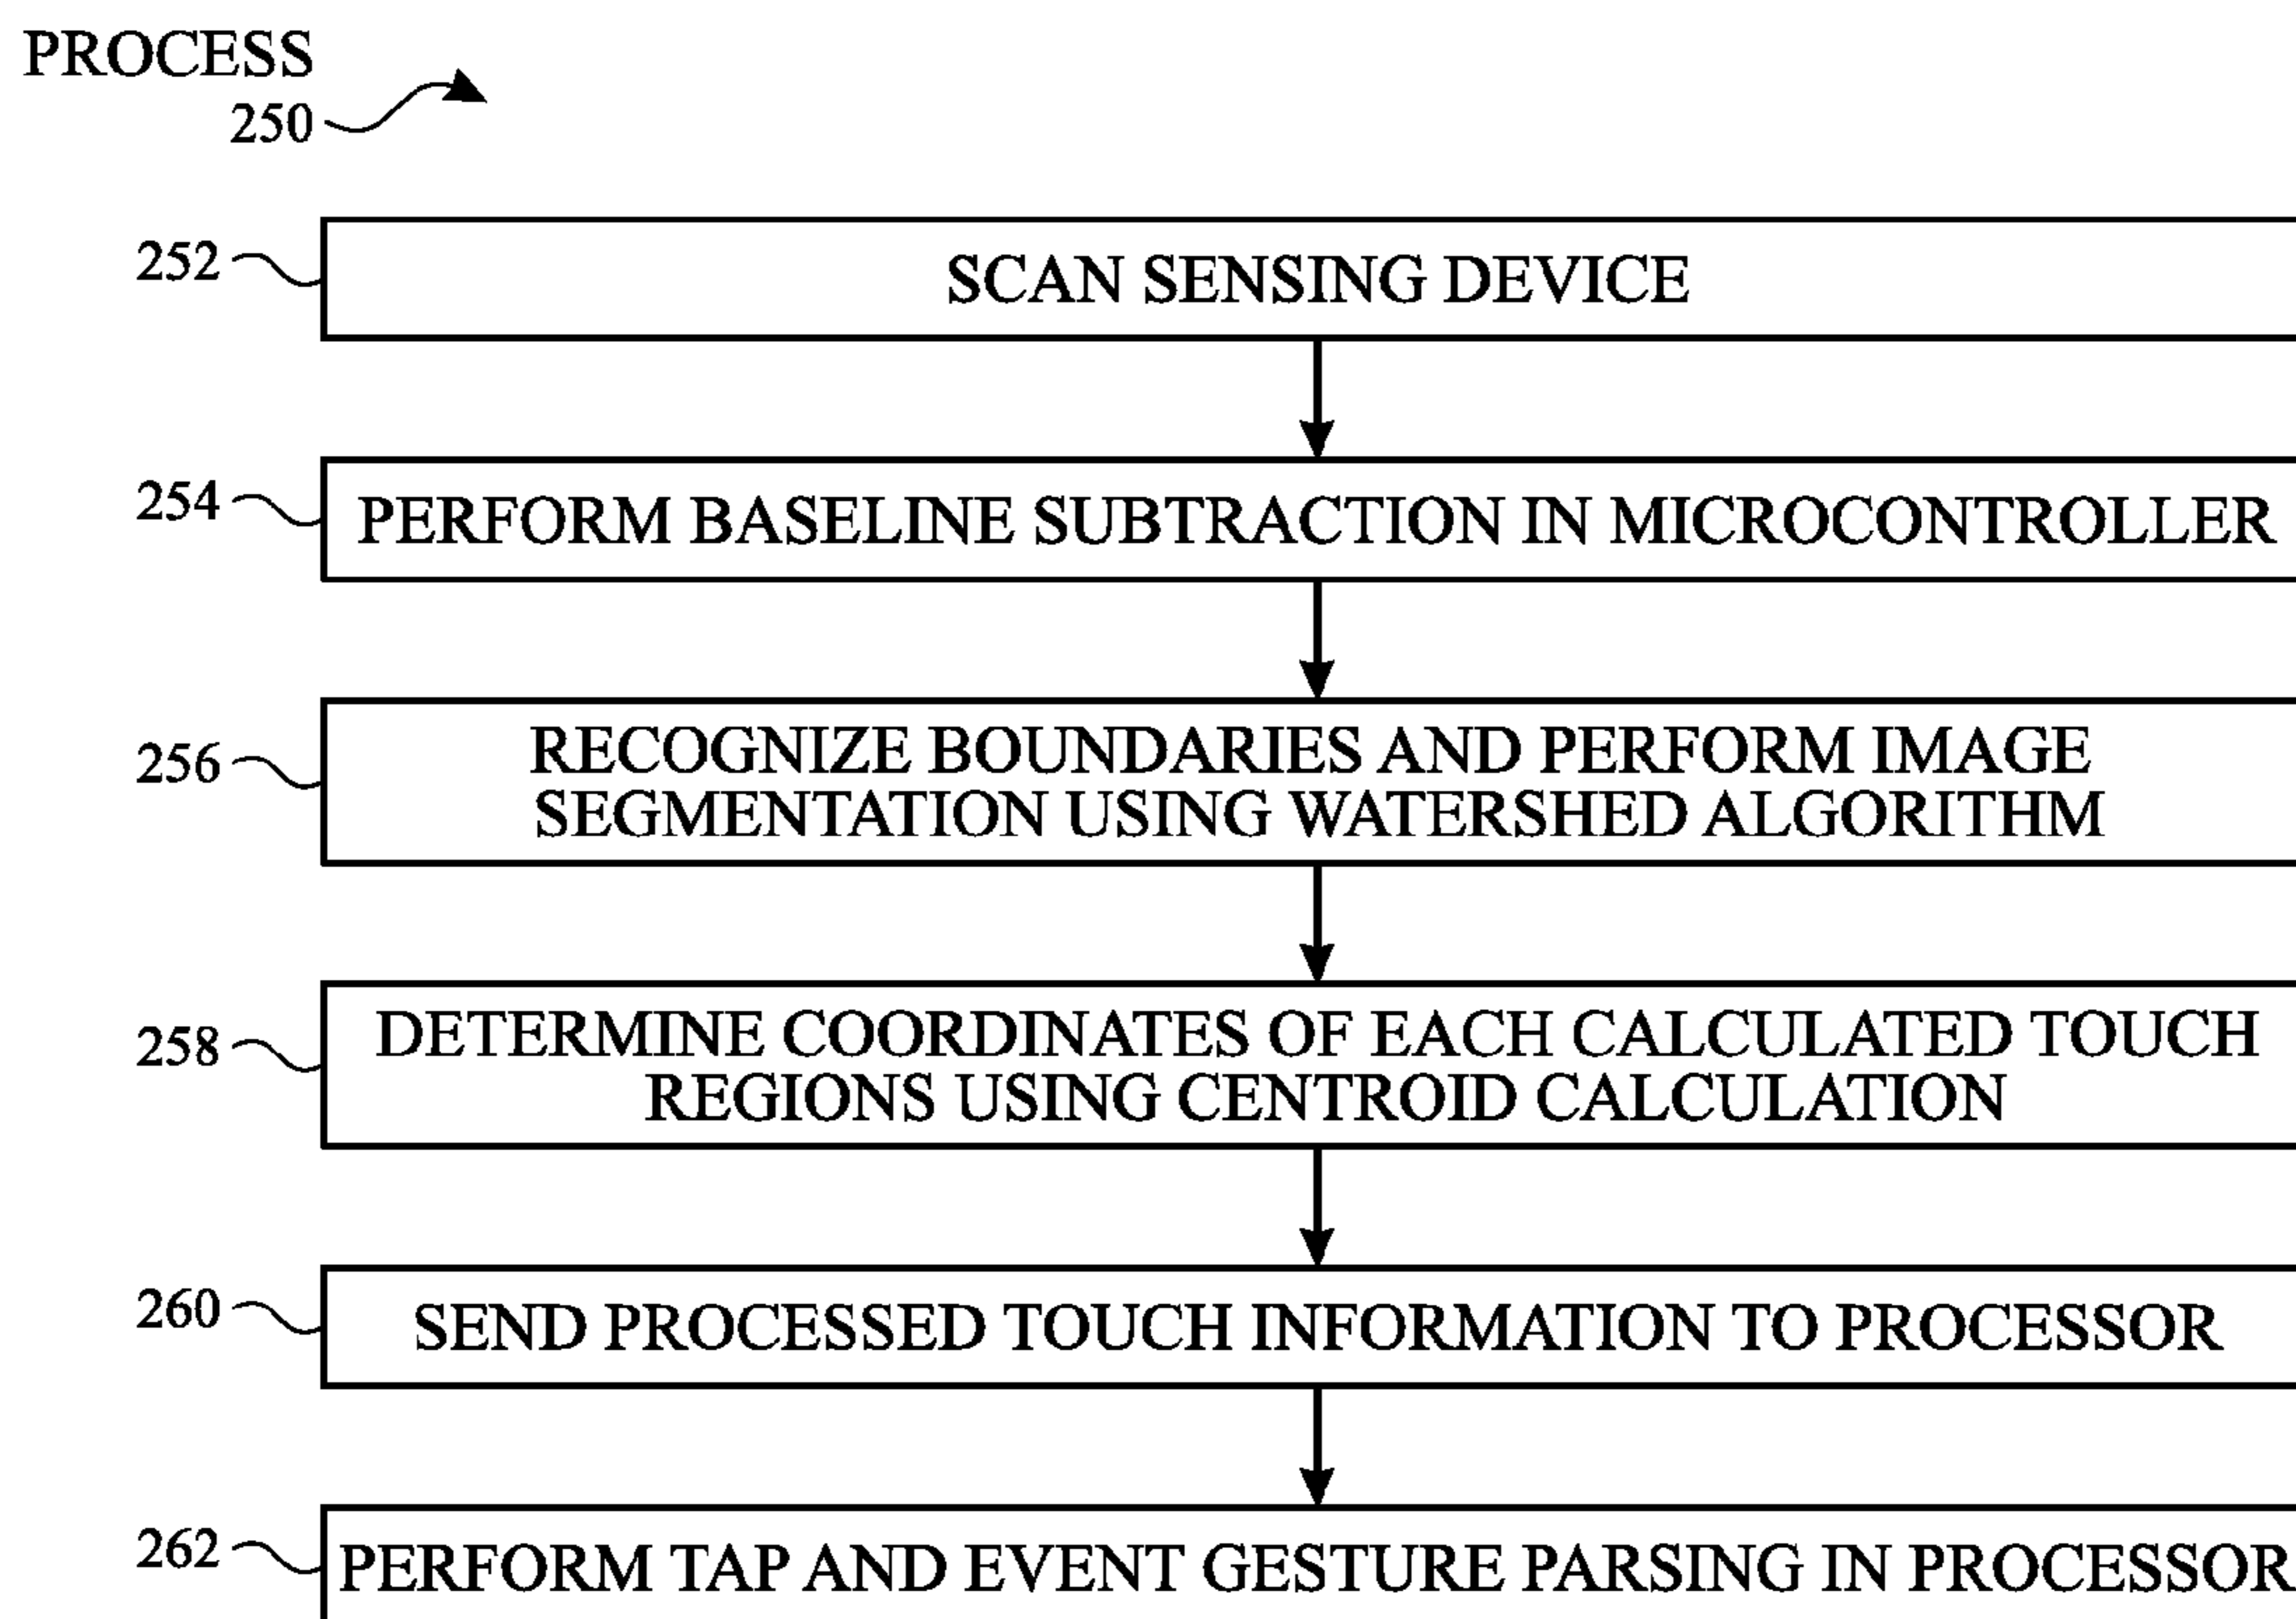 PROCESS
250
252
SCAN SENSING DEVICE
254
PERFORM BASELINE SUBTRACTION IN MICROCONTROLLER
256
RECOGNIZE BOUNDARIES AND PERFORM IMAGE
SEGMENTATION USING WATERSHED ALGORITHM
258
DETERMINE COORDINATES OF EACH CALCULATED TOUCH
REGIONS USING CENTROID CALCULATION
260
SEND PROCESSED TOUCH INFORMATION TO PROCESSOR
262
PERFORM TAP AND EVENT GESTURE PARSING IN PROCESSOR